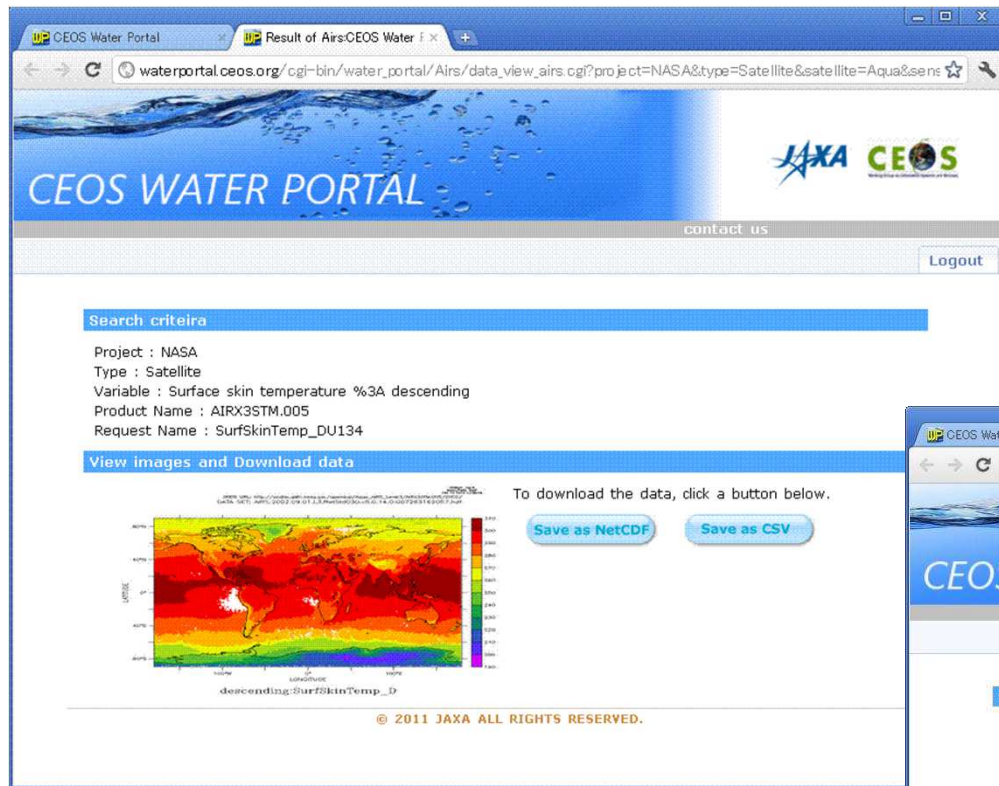 CEOS Water Portal
Result of Airs:CEOS Water
waterportal.ceos.org/cgi-bin/water_portal/Airs/data_view_airs.cgi?project=NASA&type=Satellite&satellite=Aqua&sens
CEOS WATER PORTAL
JAXA CEOS
contact us
Logout
Search criteira
Project : NASA
Type : Satellite
Variable : Surface skin temperature %3A descending
Product Name : AIRX3STM.005
Request Name : SurfSkinTemp_DU134
View images and Download data
To download the data, click a button below.
Save as NetCDF Save as CSV
LATITUDE
LONGITUDE
descending:SurfSkinTemp_D
© 2011 JAXA ALL RIGHTS RESERVED.
CEOS Wat
CEO